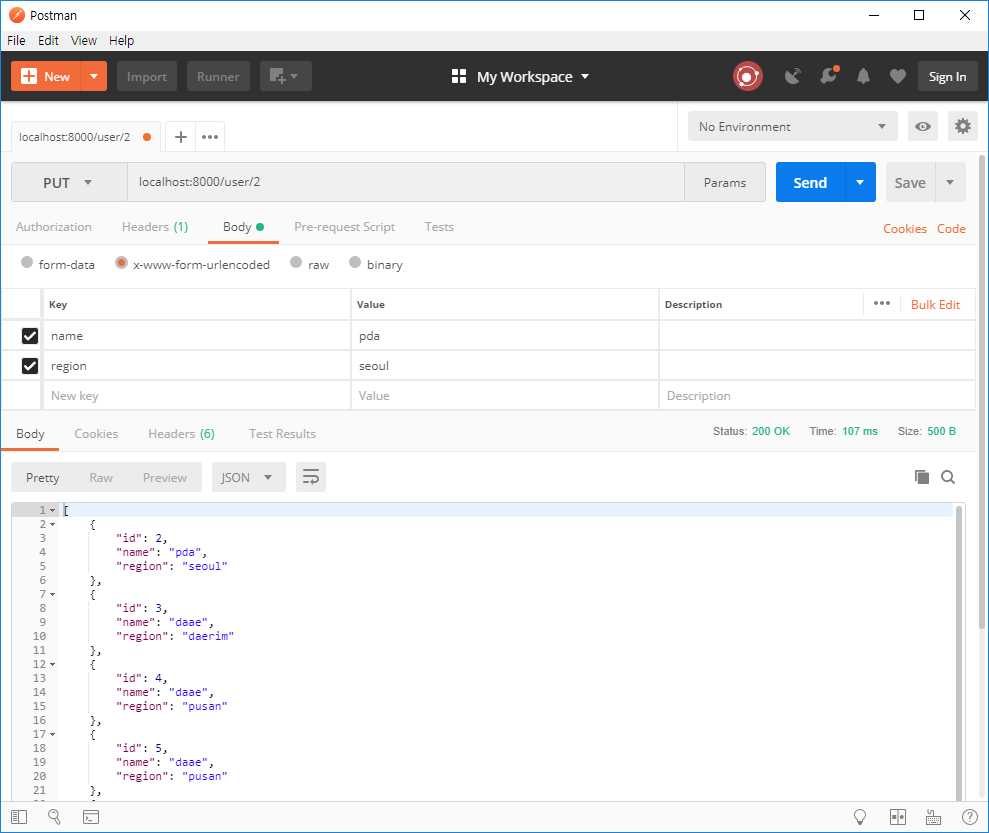 Postman
File Edit View Help
New Import Runner My Workspace Sign In
localhost:8000/user/2 No Environment
PUT localhost:8000/user/2 Params Send Save
Authorization Headers (1) Body Pre-request Script Tests Cookies Code
form-data x-www-form-urlencoded raw binary
Key Value Description Bulk Edit
name pda
region seoul
New key Value Description
Body Cookies Headers (6) Test Results Status: 200 OK Time: 107 ms Size: 500 B
Pretty Raw Preview JSON
1 [
2 {
3 "id": 2,
4 "name": "pda",
5 "region": "seoul"
6 },
7 {
8 "id": 3,
9 "name": "daae",
10 "region": "daerim"
11 },
12 {
13 "id": 4,
14 "name": "daae",
15 "region": "pusan"
16 },
17 {
18 "id": 5,
19 "name": "daae",
20 "region": "pusan"
21 },